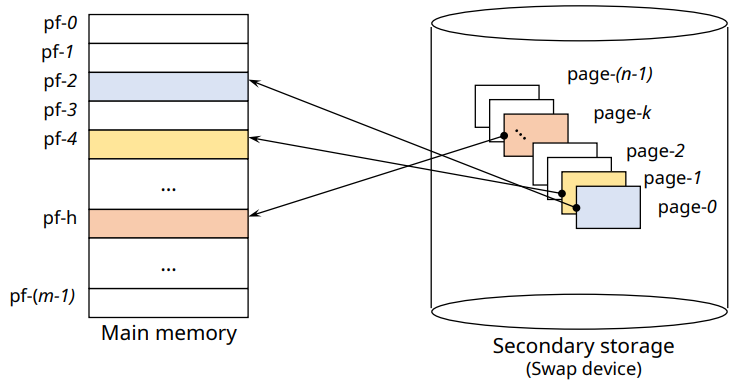 pf-0
pf-1
pf-2
pf-3
pf-4
...
pf-h
...
pf-(m-1)
Main memory
page-(n-1)
page-k
...
page-2
page-1
page-0
Secondary storage
(Swap device)